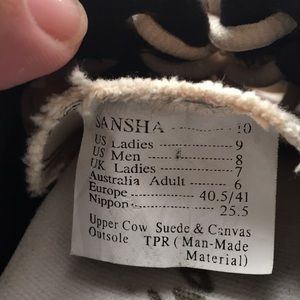 SANSHA ........... 10
US Ladies ........... 9
US Men ........... 8
UK Ladies ........... 7
Australia Adult ..... 6
Europe ........... 40.5/41
Nippon ........... 25.5
Upper Cow Suede & Canvas
Outsole TPR ( Man-Made
Material)